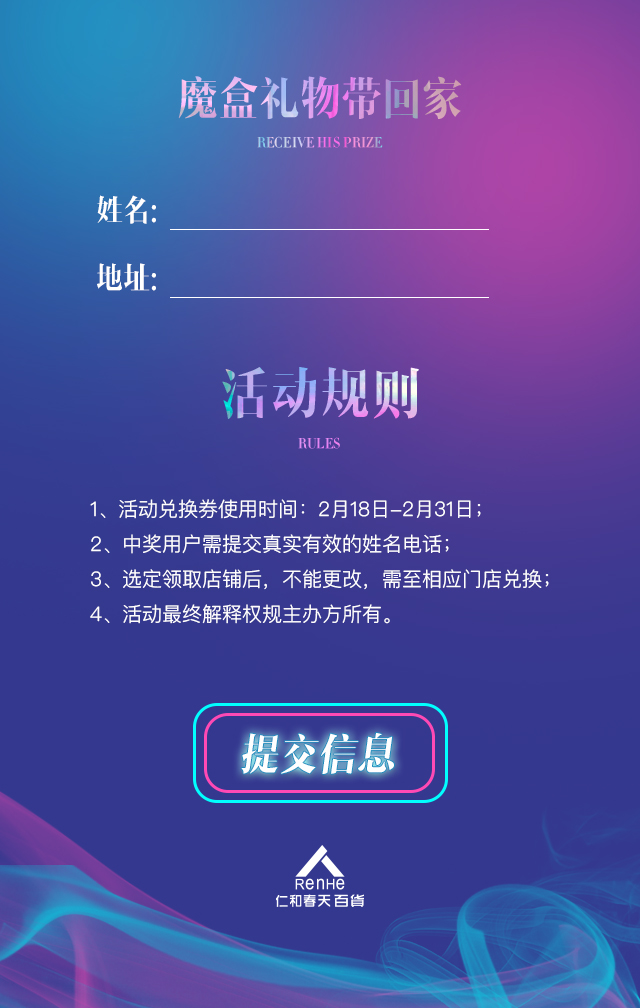 魔盒礼物带回家
RECEIVE HIS PRIZE
姓名:
地址:
活动规则
RULES
1、活动兑换券使用时间：2月18日-2月31日；
2、中奖用户需提交真实有效的姓名电话；
3、选定领取店铺后，不能更改，需至相应门店兑换；
4、活动最终解释权规主办方所有。
提交信息
RENHE
仁和春天百貨